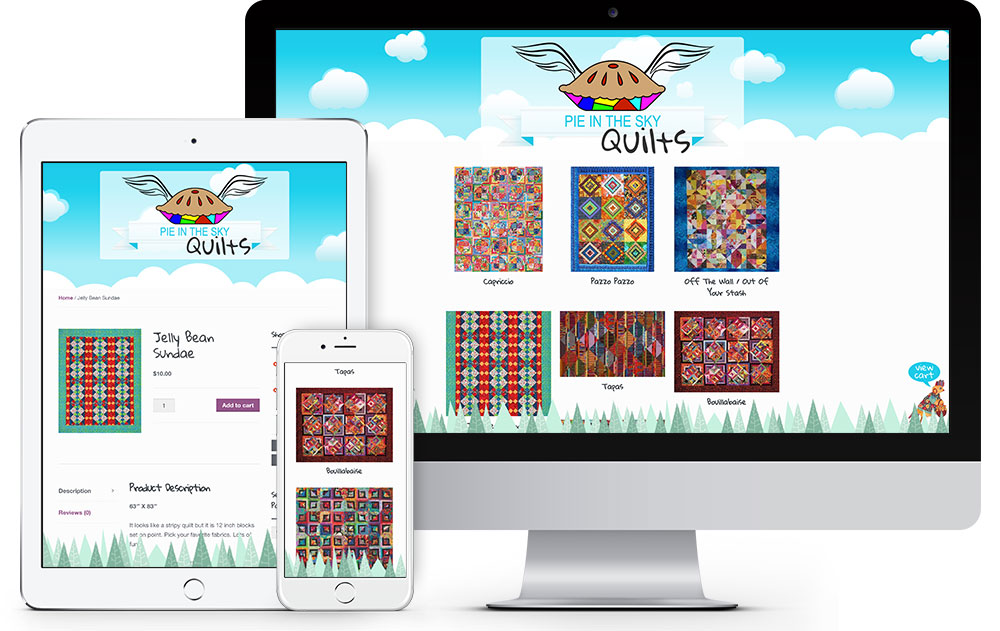 PIE IN THE SKY
QUILTS
Capriccio
Pazzo Pazzo
Off The Wall / Out Of
Your Stash
Tapas
Bouillabaise
view
cart
PIE IN THE SKY
QUILTS
Home / Jelly Bean Sundae
Jelly Bean
Sundae
$10.00
1
Add to cart
Description
Reviews (0)
Product Description
63" X 83"
It looks like a stripy quilt but it is 12 inch blocks
set on point. Pick your favorite fabrics. Lots of
fun
Tapas
Bouillabaise